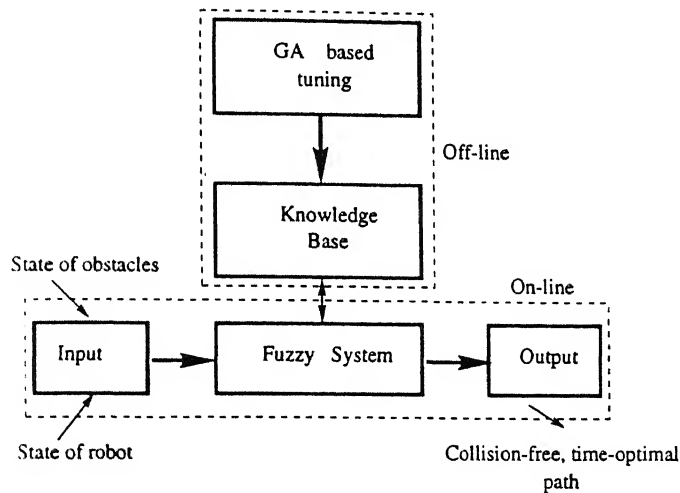 GA based
tuning
Off-line
Knowledge
Base
State of obstacles
On-line
Input
Fuzzy System
Output
State of robot
Collision-free, time-optimal
path